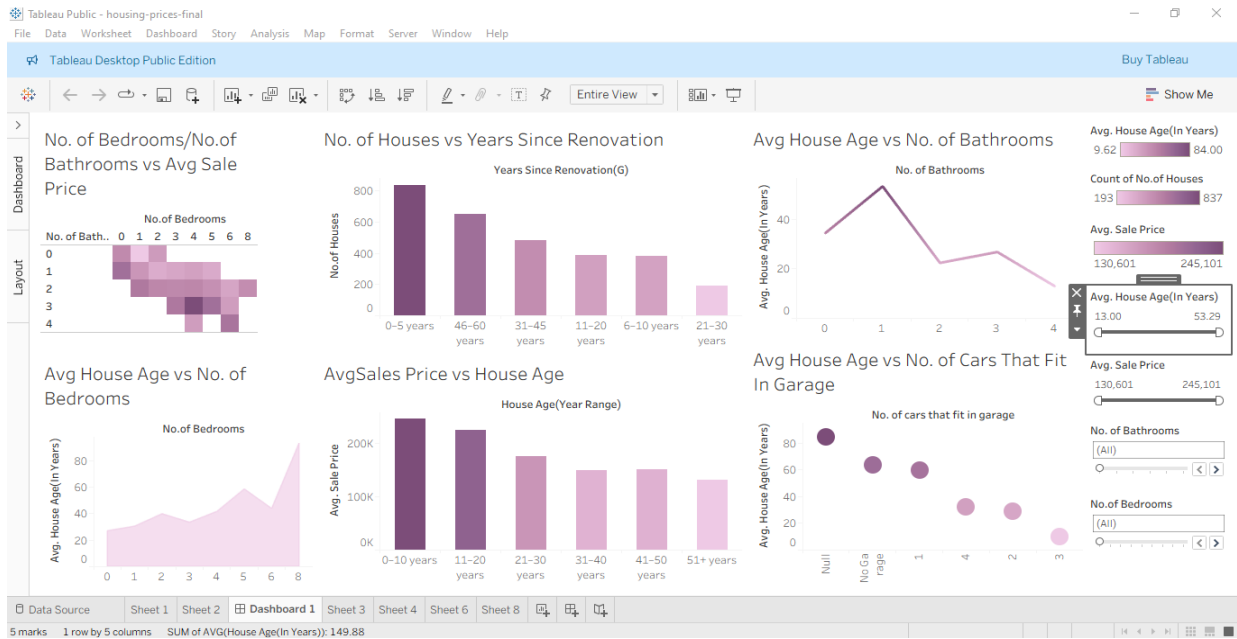 Tableau Public - housing-prices-final
File Data Worksheet Dashboard Story Analysis Map Format Server Window Help
Tableau Desktop Public Edition
Buy Tableau
Entire View
Show Me
Dashboard
Layout
No. of Bedrooms/No.of
Bathrooms vs Avg Sale
Price
No.of Bedrooms
No. of Bath.. 0 1 2 3 4 5 6 8
0
1
2
3
4
No. of Houses vs Years Since Renovation
Years Since Renovation(G)
No.of Houses
800
600
400
200
0
0-5 years 46-60 31-45 11-20 6-10 years 21-30
years years years years
Avg House Age vs No. of Bathrooms
No. of Bathrooms
Avg. House Age(In Years)
40
20
0
0 1 2 3 4
Avg House Age vs No. of
Bedrooms
No.of Bedrooms
Avg. House Age(In Years)
80
60
40
20
0
0 1 2 3 4 5 6 8
AvgSales Price vs House Age
House Age(Year Range)
Avg. Sale Price
200K
100K
0K
0-10 years 11-20 21-30 31-40 41-50 51+ years
years years years years
Avg House Age vs No. of Cars That Fit
In Garage
No. of cars that fit in garage
Avg. House Age(In Years)
80
60
40
20
0
Null
No Ga
rage
1
4
2
3
Avg. House Age(In Years)
9.62 84.00
Count of No.of Houses
193 837
Avg. Sale Price
130,601 245,101
Avg. House Age(In Years)
13.00 53.29
Avg. Sale Price
130,601 245,101
No. of Bathrooms
(All)
No.of Bedrooms
(All)
Data Source Sheet 1 Sheet 2 Dashboard 1 Sheet 3 Sheet 4 Sheet 6 Sheet 8
5 marks 1 row by 5 columns SUM of AVG(House Age(In Years)): 149.88